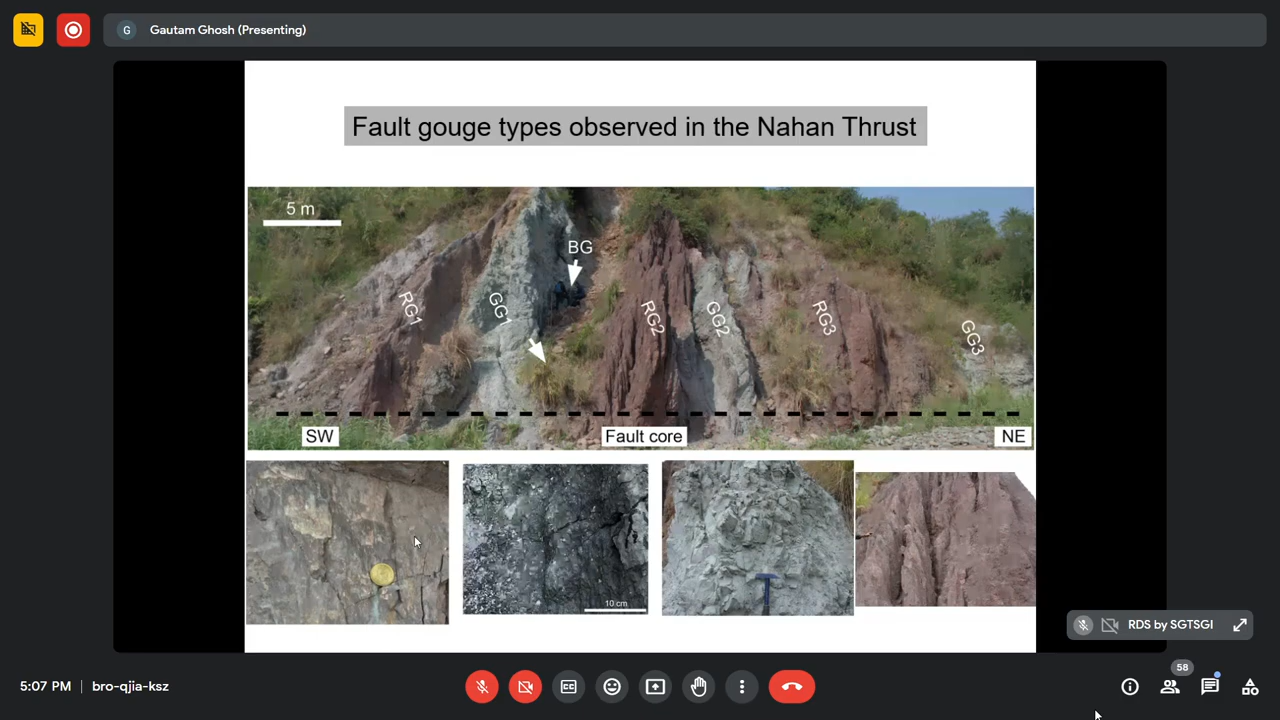 G Gautam Ghosh (Presenting)
Fault gouge types observed in the Nahan Thrust
5 m
BG
RG1
GG1
RG2
GG2
RG3
GG3
SW
Fault core
NE
10 cm
RDS by SGTSGI
58
5:07 PM | bro-qjia-ksz
CC